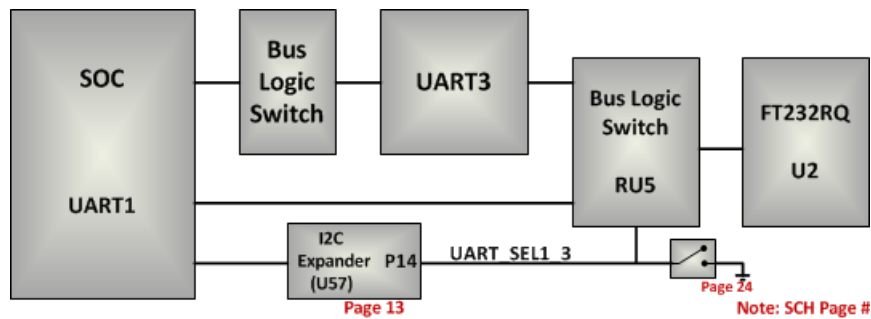 SOC
UART1
Bus
Logic
Switch
UART3
Bus Logic
Switch
RU5
FT232RQ
U2
I2C
Expander P14
(U57)
UART_SEL1_3
Page 13
Page 24
Note: SCH Page #